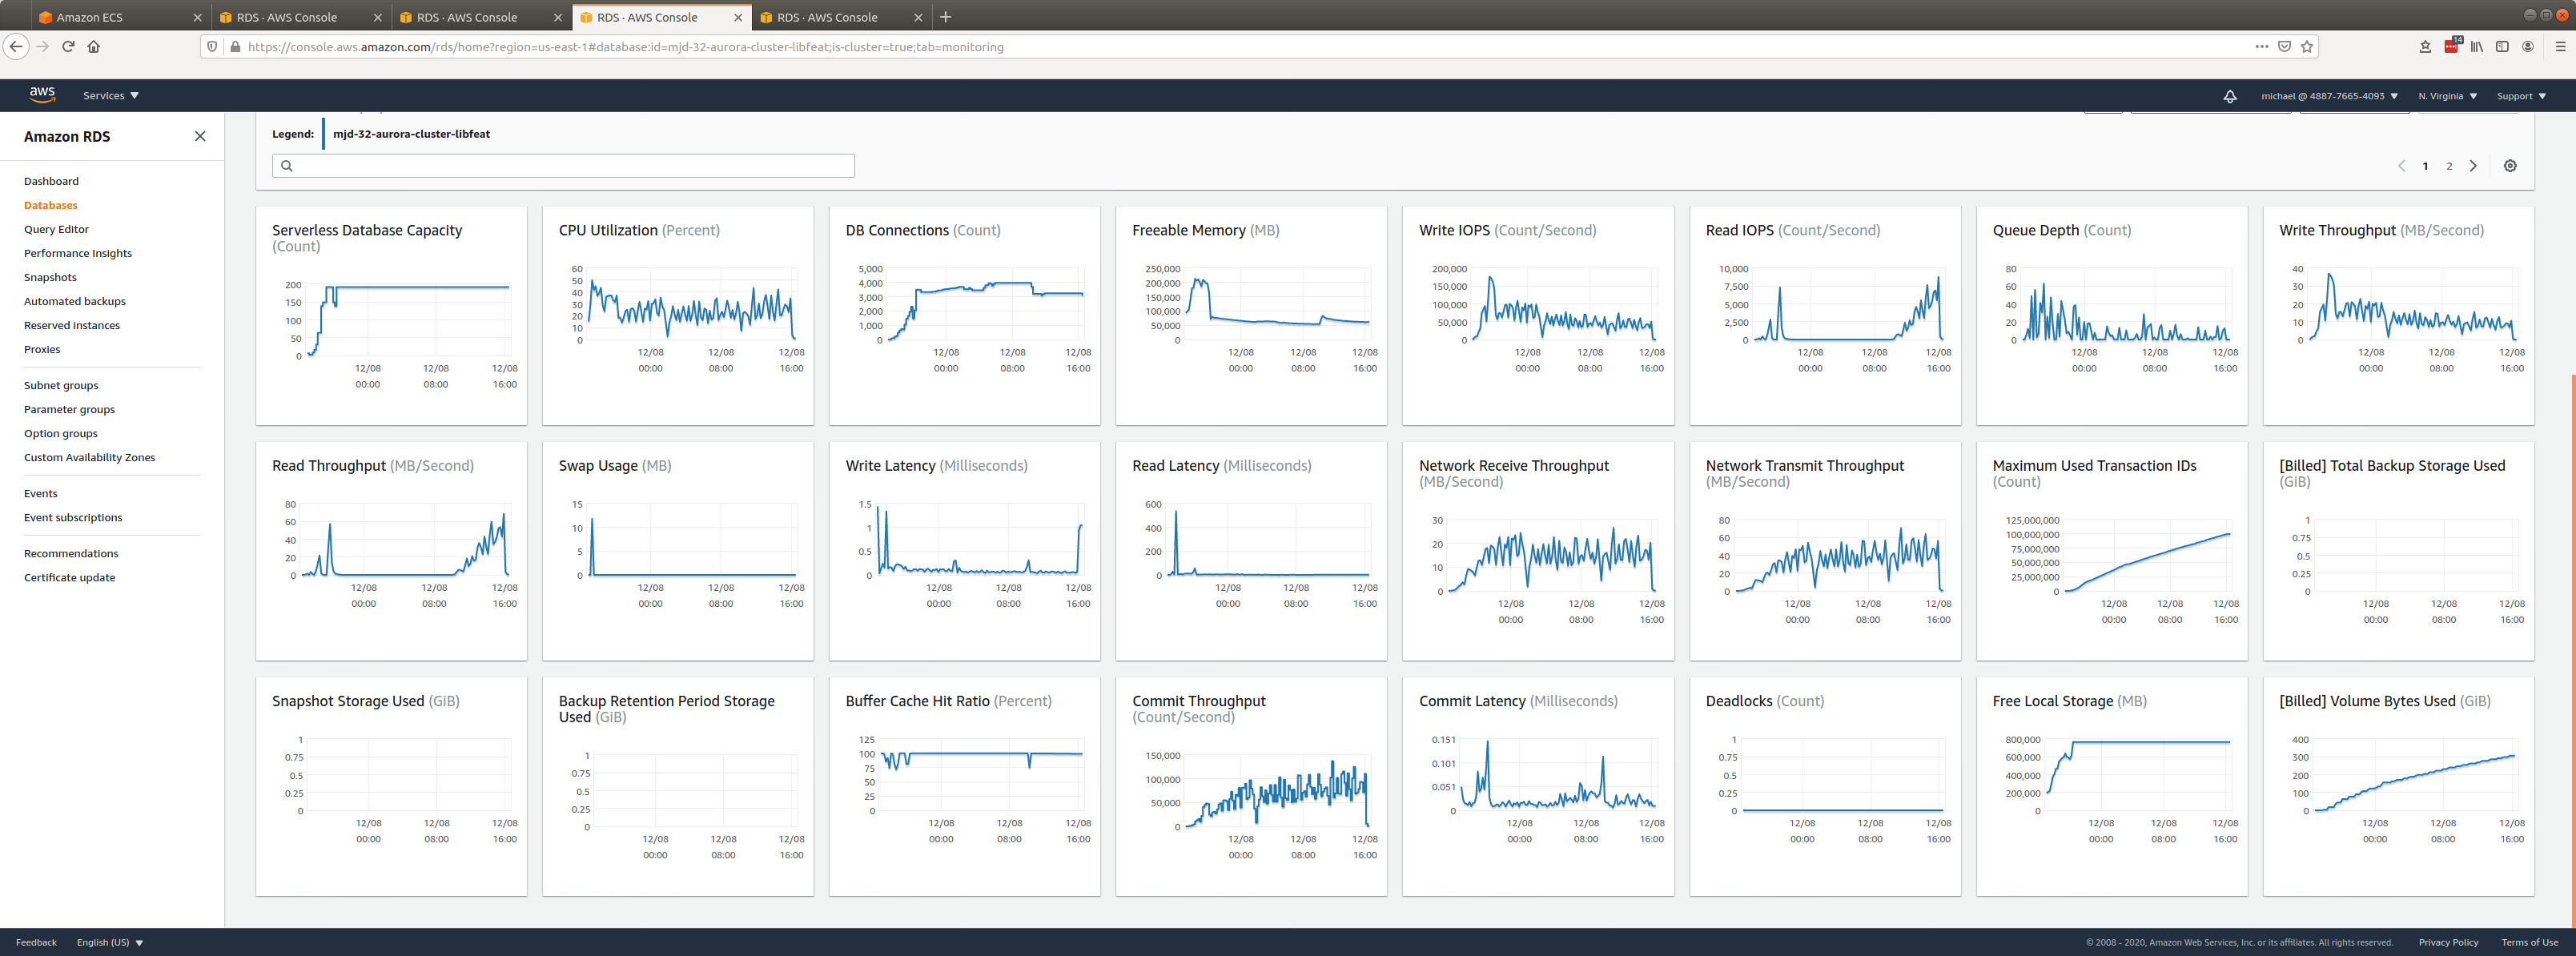 Amazon ECS
RDS · AWS Console
RDS · AWS Console
RDS · AWS Console
RDS · AWS Console
https://console.aws.amazon.com/rds/home?region=us-east-1#database:id=mjd-32-aurora-cluster-libfeat;is-cluster=true;tab=monitoring
14
aws
Services
michael @ 4887-7665-4093
N. Virginia
Support
Amazon RDS
Dashboard
Databases
Query Editor
Performance Insights
Snapshots
Automated backups
Reserved instances
Proxies
Subnet groups
Parameter groups
Option groups
Custom Availability Zones
Events
Event subscriptions
Recommendations
Certificate update
Legend: mjd-32-aurora-cluster-libfeat
1 2
Serverless Database Capacity
(Count)
200
150
100
50
0
12/08 12/08 12/08
00:00 08:00 16:00
CPU Utilization (Percent)
60
50
40
30
20
10
0
12/08 12/08 12/08
00:00 08:00 16:00
DB Connections (Count)
5,000
4,000
3,000
2,000
1,000
0
12/08 12/08 12/08
00:00 08:00 16:00
Freeable Memory (MB)
250,000
200,000
150,000
100,000
50,000
0
12/08 12/08 12/08
00:00 08:00 16:00
Write IOPS (Count/Second)
200,000
150,000
100,000
50,000
0
12/08 12/08 12/08
00:00 08:00 16:00
Read IOPS (Count/Second)
10,000
7,500
5,000
2,500
0
12/08 12/08 12/08
00:00 08:00 16:00
Queue Depth (Count)
80
60
40
20
0
12/08 12/08 12/08
00:00 08:00 16:00
Write Throughput (MB/Second)
40
30
20
10
0
12/08 12/08 12/08
00:00 08:00 16:00
Read Throughput (MB/Second)
80
60
40
20
0
12/08 12/08 12/08
00:00 08:00 16:00
Swap Usage (MB)
15
10
5
0
12/08 12/08 12/08
00:00 08:00 16:00
Write Latency (Milliseconds)
1.5
1
0.5
0
12/08 12/08 12/08
00:00 08:00 16:00
Read Latency (Milliseconds)
600
400
200
0
12/08 12/08 12/08
00:00 08:00 16:00
Network Receive Throughput
(MB/Second)
30
20
10
0
12/08 12/08 12/08
00:00 08:00 16:00
Network Transmit Throughput
(MB/Second)
80
60
40
20
0
12/08 12/08 12/08
00:00 08:00 16:00
Maximum Used Transaction IDs
(Count)
125,000,000
100,000,000
75,000,000
50,000,000
25,000,000
0
12/08 12/08 12/08
00:00 08:00 16:00
[Billed] Total Backup Storage Used
(GiB)
1
0.75
0.5
0.25
0
12/08 12/08 12/08
00:00 08:00 16:00
Snapshot Storage Used (GiB)
1
0.75
0.5
0.25
0
12/08 12/08 12/08
00:00 08:00 16:00
Backup Retention Period Storage
Used (GiB)
1
0.75
0.5
0.25
0
12/08 12/08 12/08
00:00 08:00 16:00
Buffer Cache Hit Ratio (Percent)
125
100
75
50
25
0
12/08 12/08 12/08
00:00 08:00 16:00
Commit Throughput
(Count/Second)
150,000
100,000
50,000
0
12/08 12/08 12/08
00:00 08:00 16:00
Commit Latency (Milliseconds)
0.151
0.101
0.051
0
12/08 12/08 12/08
00:00 08:00 16:00
Deadlocks (Count)
1
0.75
0.5
0.25
0
12/08 12/08 12/08
00:00 08:00 16:00
Free Local Storage (MB)
800,000
600,000
400,000
200,000
0
12/08 12/08 12/08
00:00 08:00 16:00
[Billed] Volume Bytes Used (GiB)
400
300
200
100
0
12/08 12/08 12/08
00:00 08:00 16:00
Feedback
English (US)
© 2008 - 2020, Amazon Web Services, Inc. or its affiliates. All rights reserved.
Privacy Policy
Terms of Use